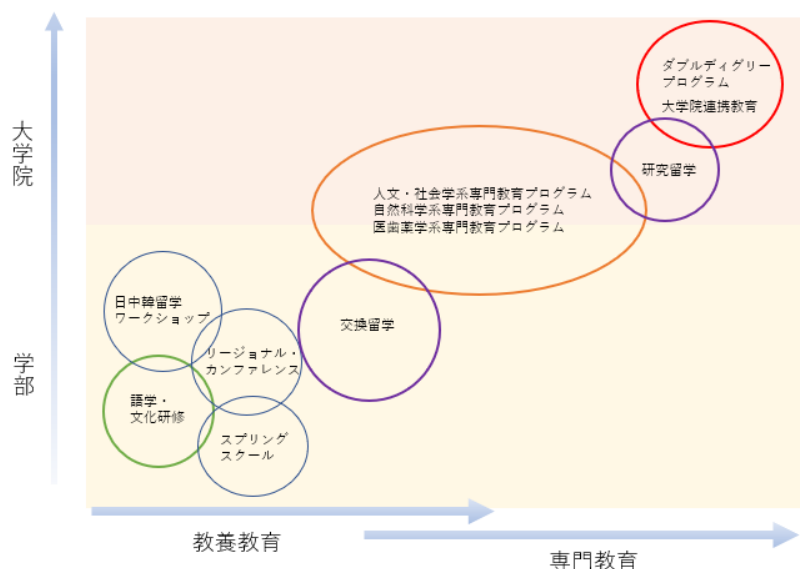 大学院
学部
ダブルディグリー
プログラム
大学院連携教育
研究留学
人文・社会学系専門教育プログラム
自然科学系専門教育プログラム
医歯薬学系専門教育プログラム
交換留学
日中韓留学
ワークショップ
リージョナル・
カンファレンス
語学・
文化研修
スプリング
スクール
教養教育
専門教育